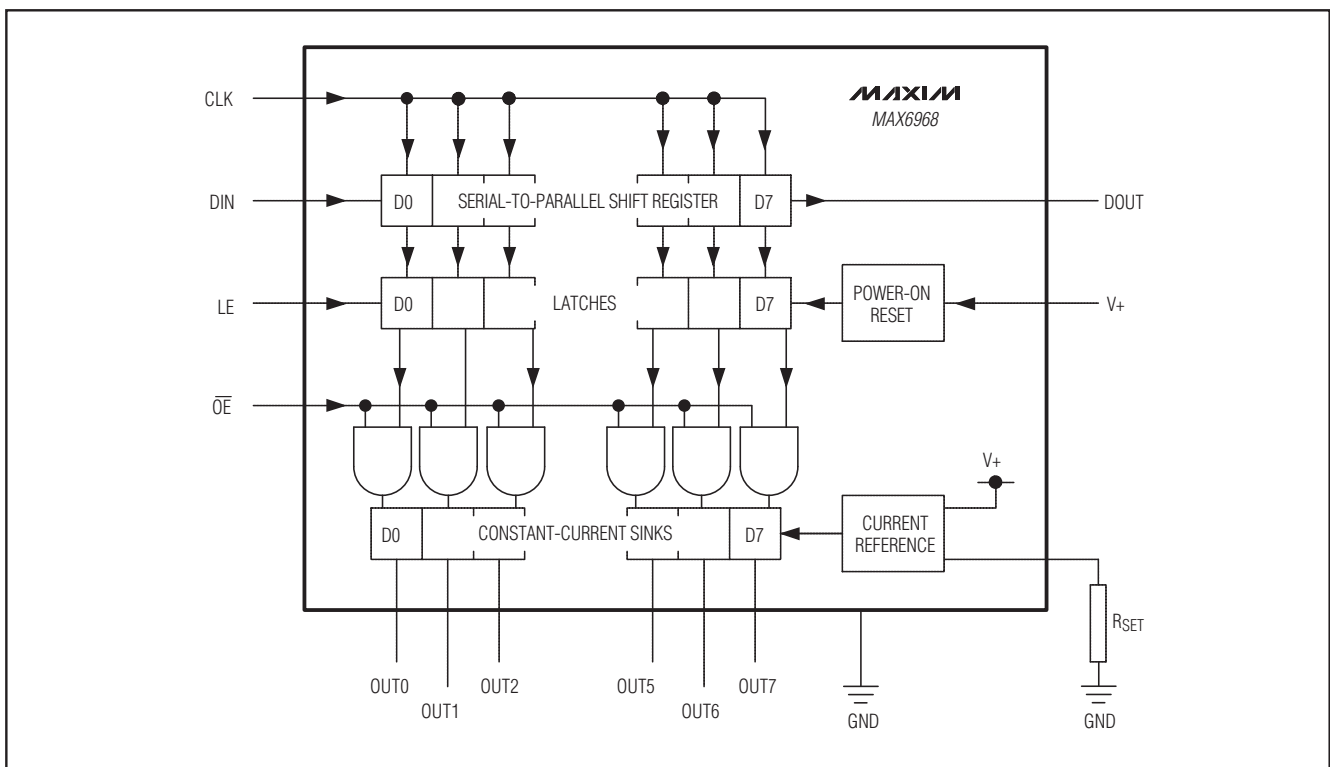 MAXIM
MAX6968
CLK
DIN
D0
SERIAL-TO-PARALLEL SHIFT REGISTER
D7
DOUT
LE
D0
LATCHES
D7
POWER-ON
RESET
V+
O̅E̅
V+
D0
CONSTANT-CURRENT SINKS
D7
CURRENT
REFERENCE
RSET
OUT0
OUT1
OUT2
OUT5
OUT6
OUT7
GND
GND